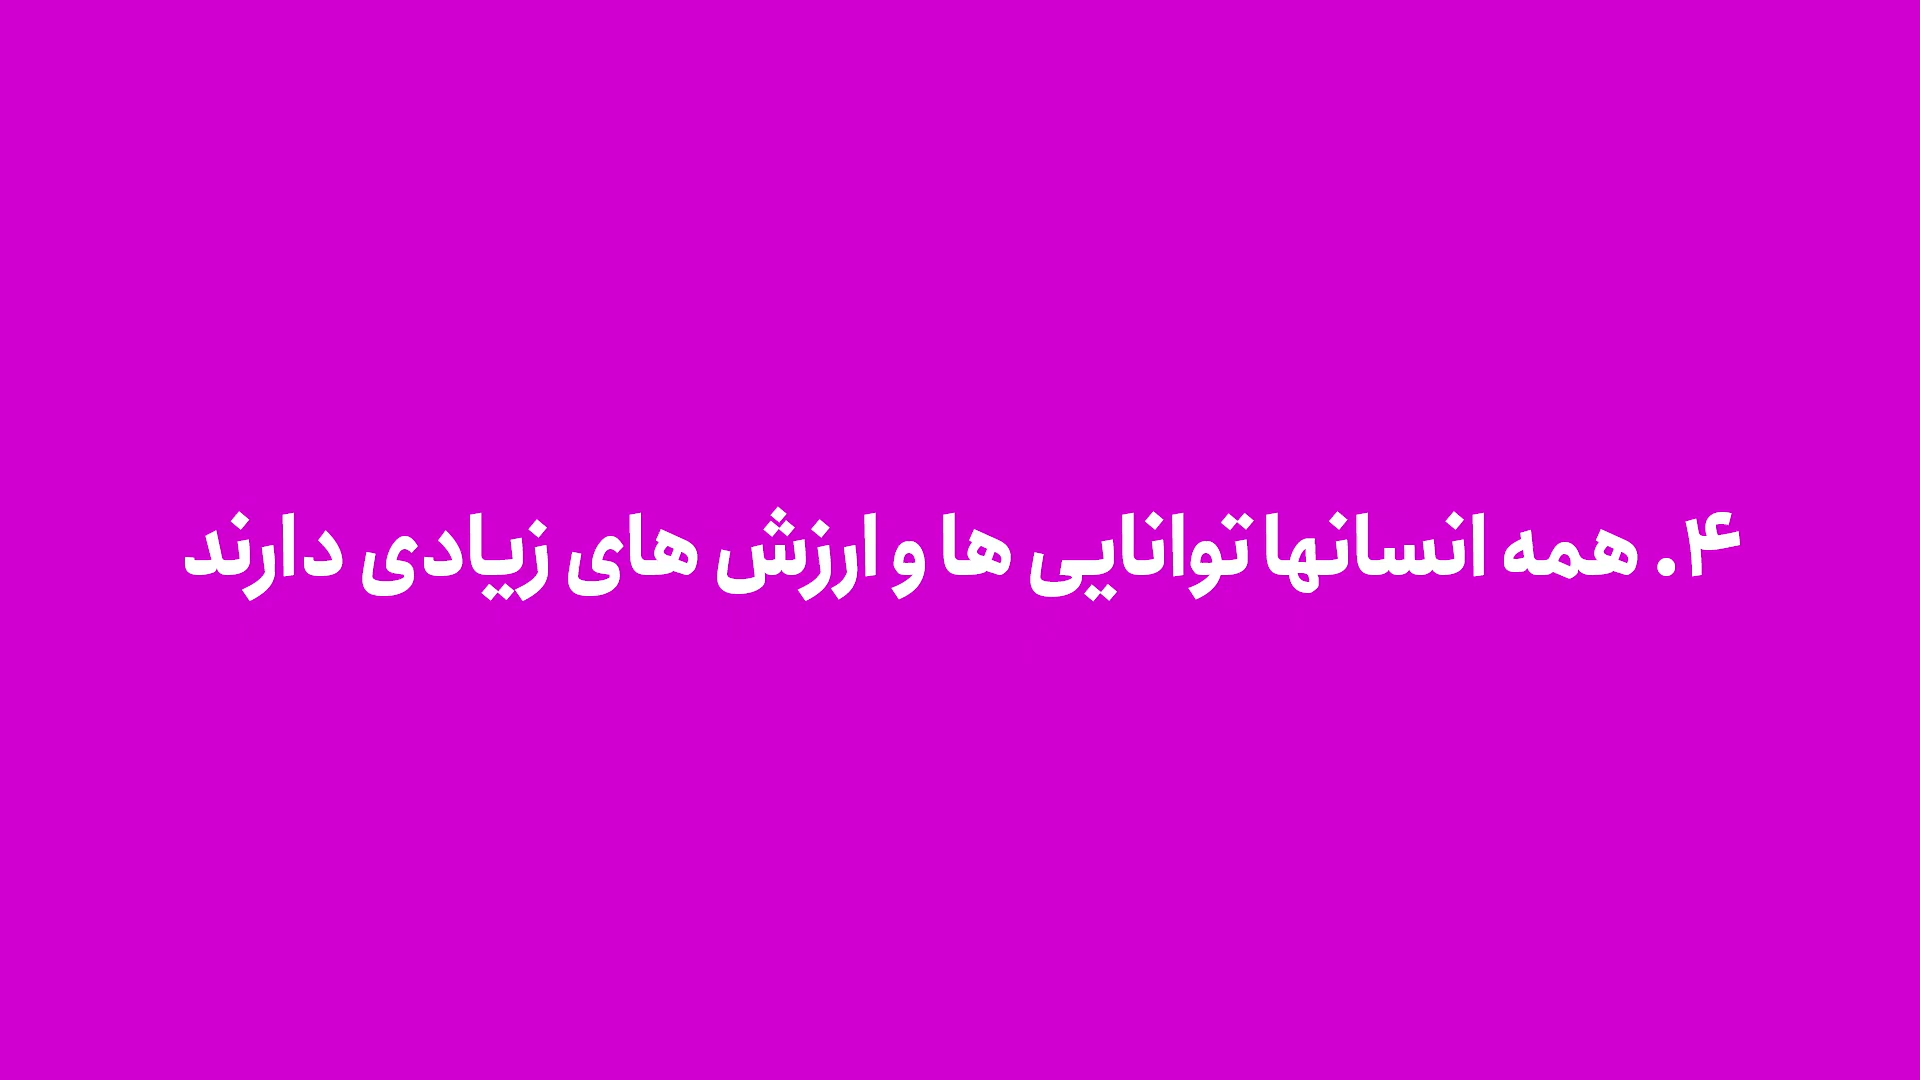 ۴. همه انسانها توانایی ها و ارزش های زیادی دارند